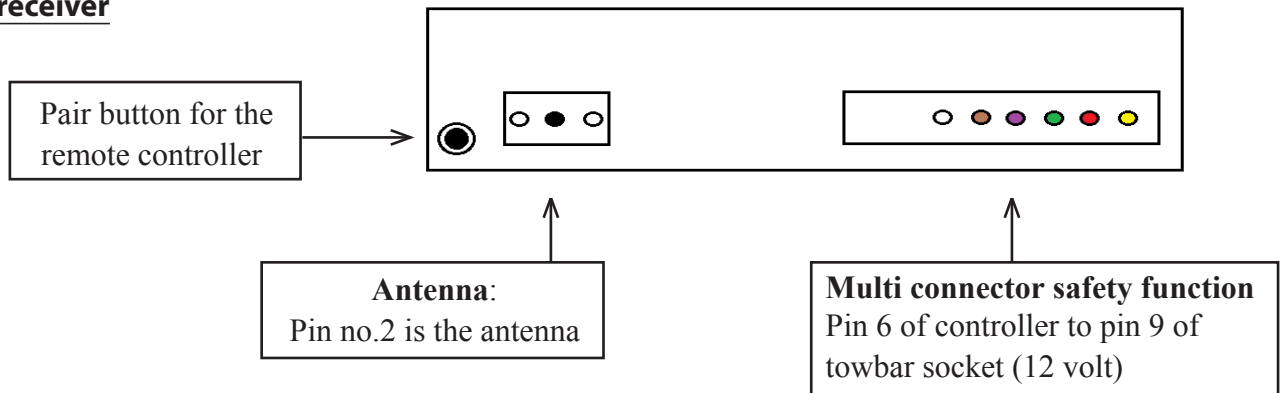 receiver
Pair button for the
remote controller
Antenna:
Pin no.2 is the antenna
Multi connector safety function
Pin 6 of controller to pin 9 of
towbar socket (12 volt)